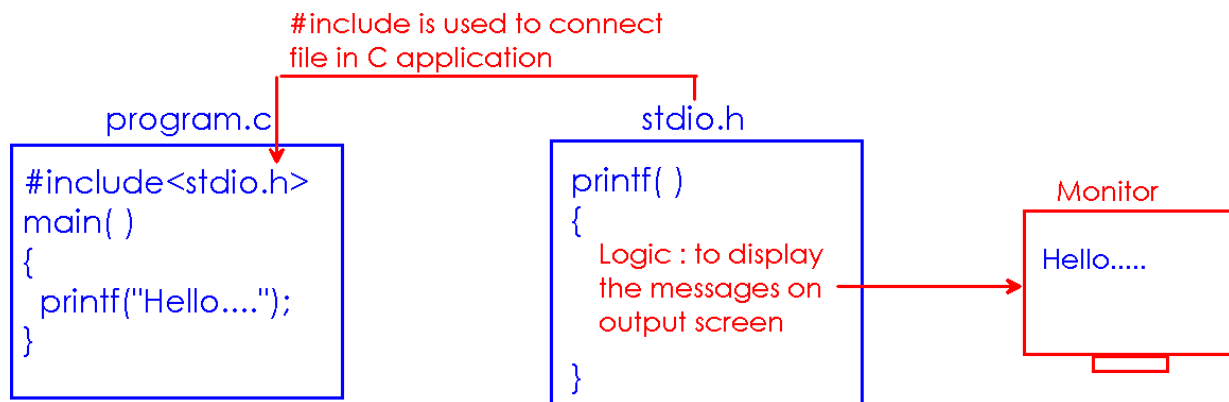 #include is used to connect
file in C application
program.c
#include<stdio.h>
main( )
{
printf("Hello....");
}
stdio.h
printf( )
{
Logic : to display
the messages on
output screen
}
Monitor
Hello.....